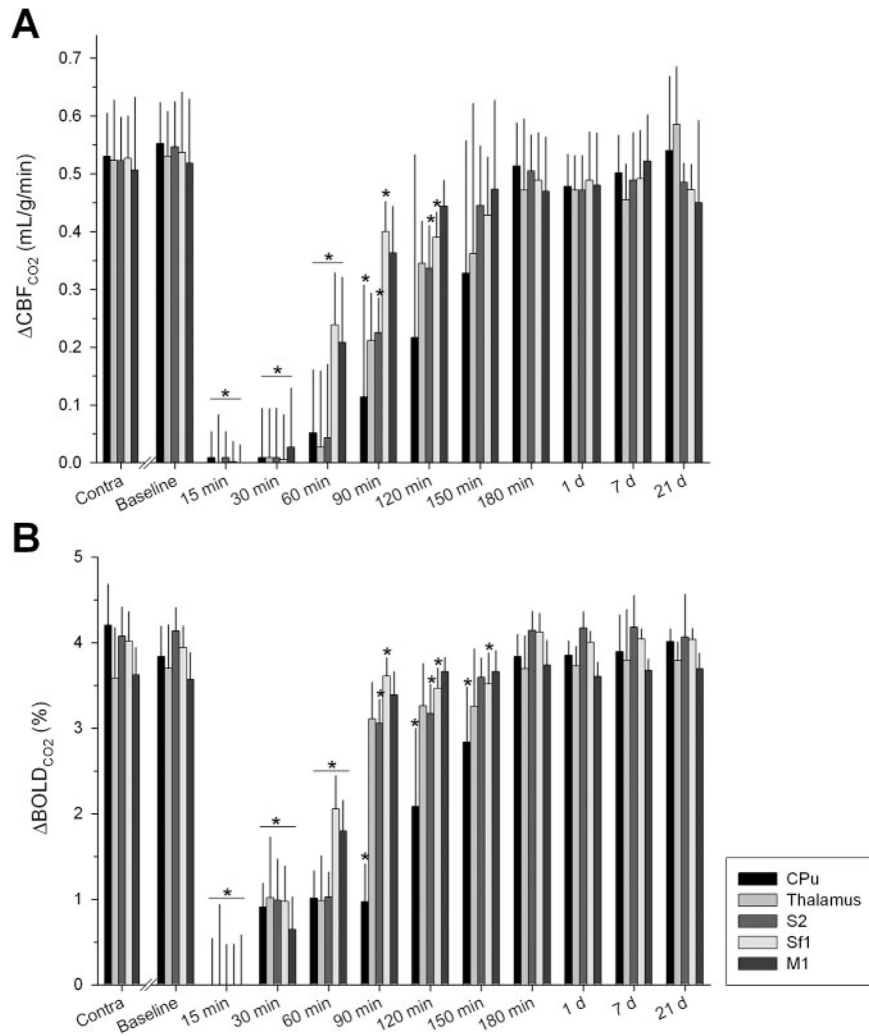 A
ΔCBF_CO2 (mL/g/min)
0.7
0.6
0.5
0.4
0.3
0.2
0.1
0.0
* * * * * * *
Contra Baseline 15 min 30 min 60 min 90 min 120 min 150 min 180 min 1 d 7 d 21 d
B
ΔBOLD_CO2 (%)
5
4
3
2
1
0
* * * * * * * * * * *
Contra Baseline 15 min 30 min 60 min 90 min 120 min 150 min 180 min 1 d 7 d 21 d
CPu
Thalamus
S2
Sf1
M1